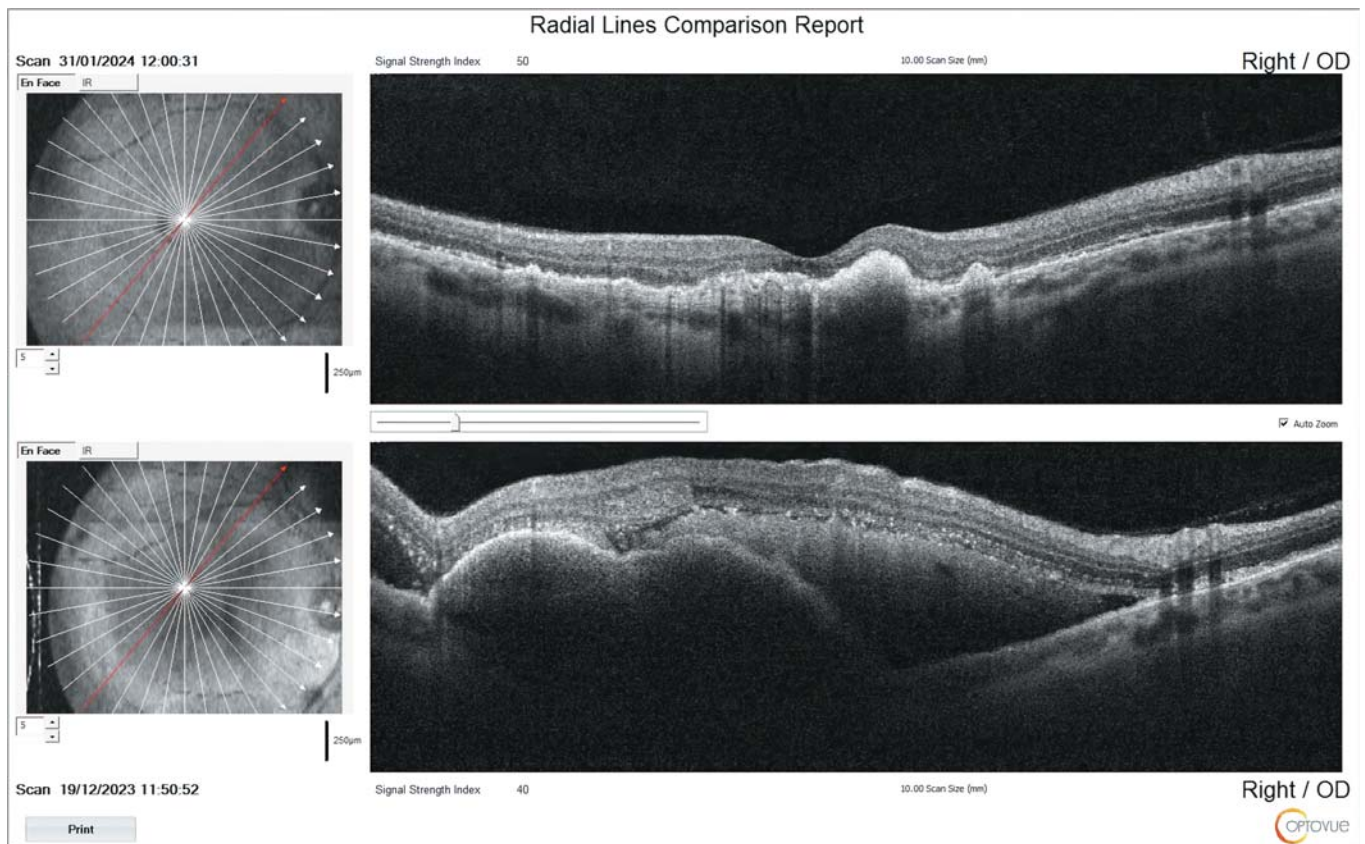 Radial Lines Comparison Report
Scan 31/01/2024 12:00:31
Signal Strength Index 50
10.00 Scan Size (mm)
Right / OD
En Face IR
5
250µm
Auto Zoom
En Face IR
5
250µm
Scan 19/12/2023 11:50:52
Signal Strength Index 40
10.00 Scan Size (mm)
Right / OD
Print
OPTOVUE